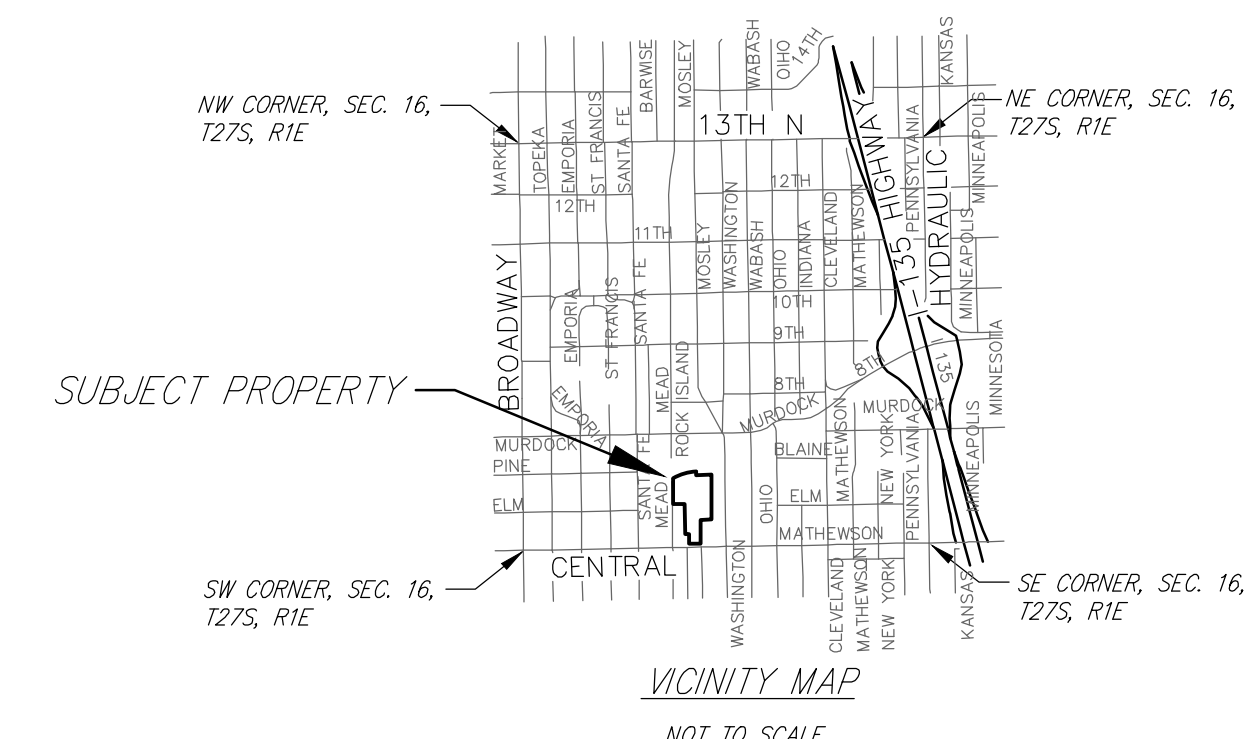 KANSAS
14TH
OIHO
WABASH
MOSLEY
BARWISE
NW CORNER, SEC. 16,
T27S, R1E
NE CORNER, SEC. 16,
T27S, R1E
13TH N
MARKET
TOPEKA
EMPORIA
ST FRANCIS
SANTA FE
I-135 HIGHWAY
PENNSYLVANIA
HYDRAULIC
MINNEAPOLIS
12TH
12TH
11TH
MOSLEY
WASHINGTON
WABASH
OHIO
INDIANA
CLEVELAND
MATHEWSON
MINNEAPOLIS
BROADWAY
EMPORIA
ST FRANCIS
SANTA FE
10TH
9TH
8TH
8TH
I 135
MINNESOTA
SUBJECT PROPERTY
EMPORIA
MEAD
ROCK ISLAND
MURDOCK
MURDOCK
MURDOCK
PINE
BLAINE
MATHEWSON
NEW YORK
PENNSYLVANIA
MINNEAPOLIS
ELM
SANTA FE
MEAD
OHIO
ELM
MATHEWSON
CENTRAL
WASHINGTON
CLEVELAND
MATHEWSON
NEW YORK
KANSAS
SW CORNER, SEC. 16,
T27S, R1E
SE CORNER, SEC. 16,
T27S, R1E
VICINITY MAP
NOT TO SCALE